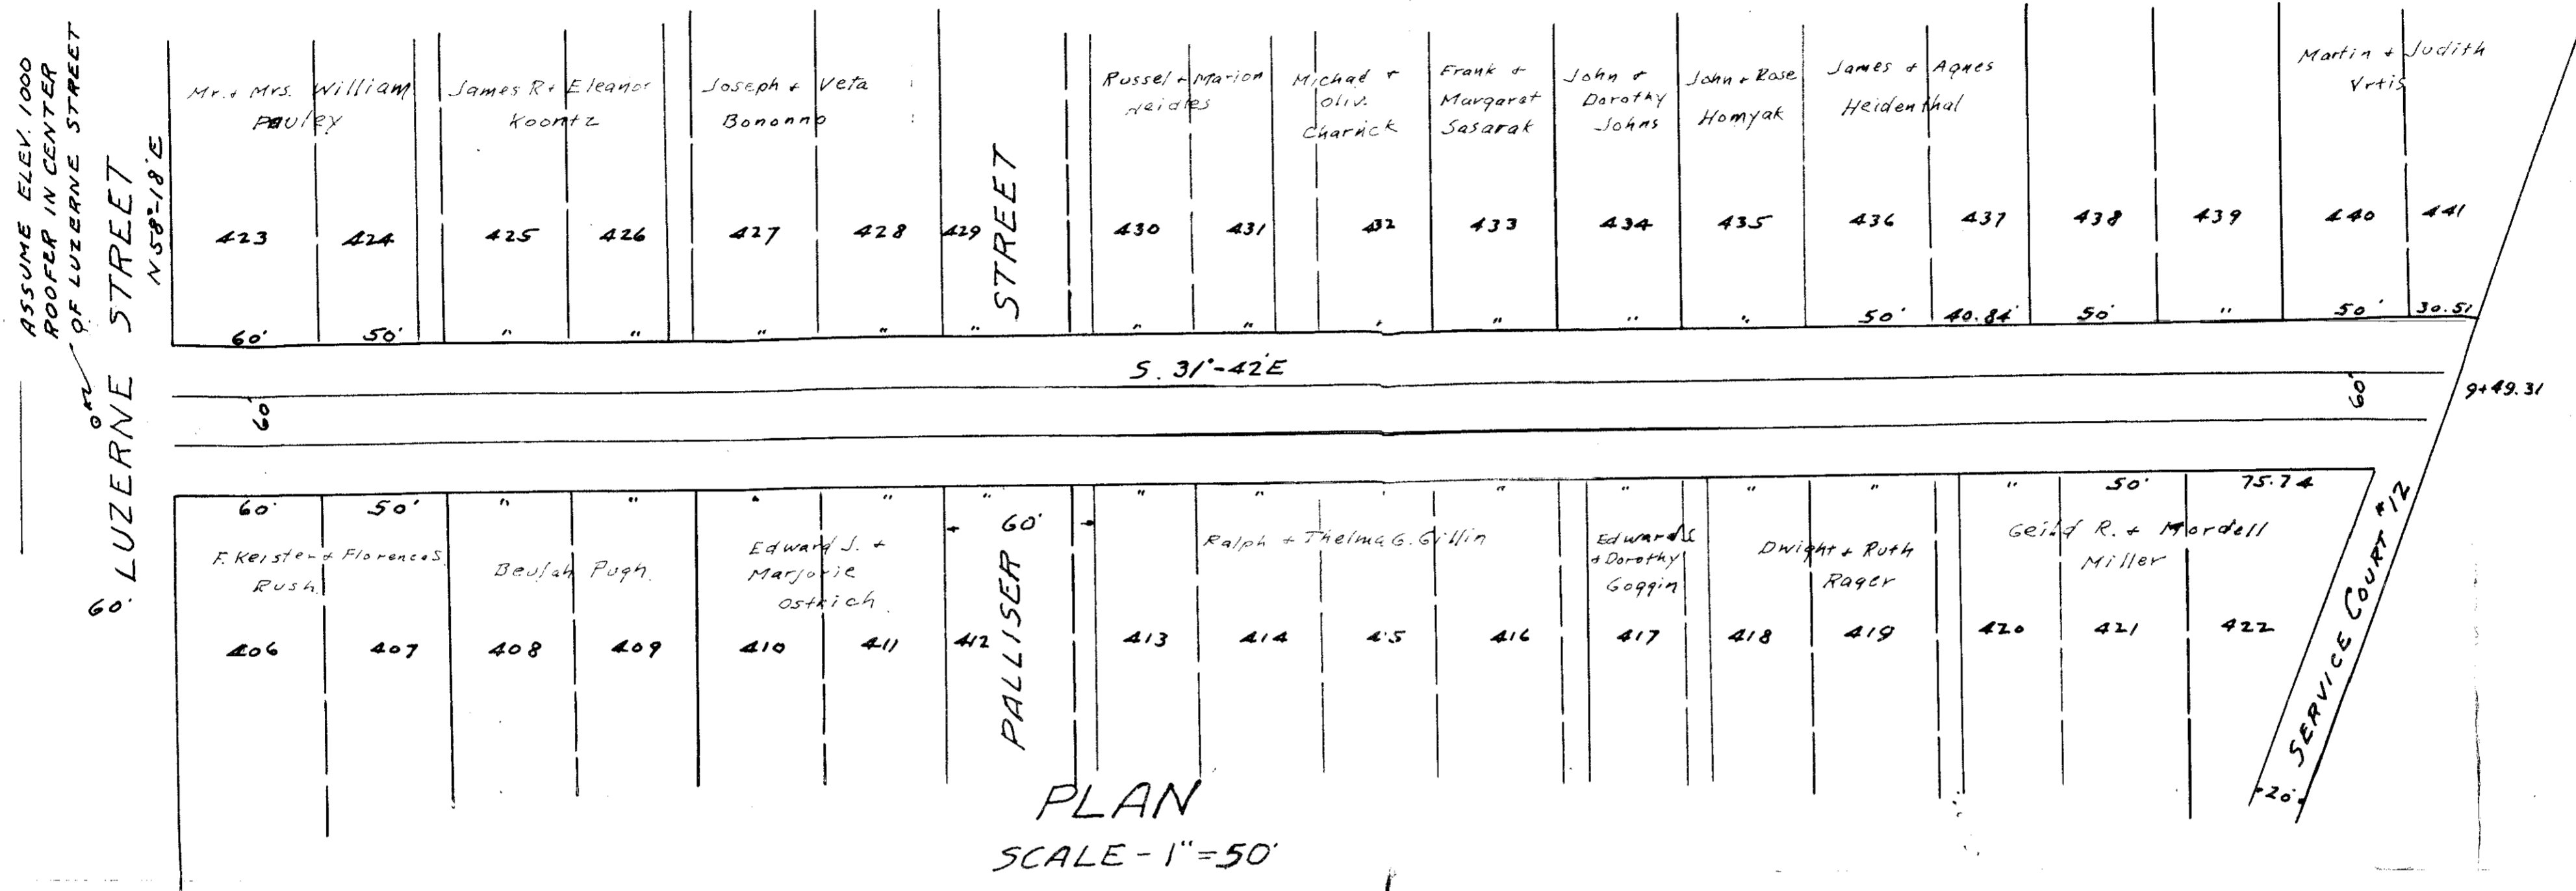 ASSUME ELEV. 1000
ROOFER IN CENTER
OF LUZERNE STREET
60' LUZERNE STREET
N 58°-18' E
0+00
Mr. + Mrs. William
Pauley
James R + Eleanor
Koontz
Joseph + Veta
Bononno
Russel + Marion
Heidles
Michael +
Oliv.
Charnick
Frank +
Margaret
Sasarak
John +
Dorothy
Johns
John + Rose
Homyak
James + Agnes
Heidenthal
Martin + Judith
Vrtis
423 424 425 426 427 428 429 430 431 432 433 434 435 436 437 438 439 440 441
STREET
60' 50' " " " " " " " " " " 50' 40.84' 50' " 50' 30.51
S. 31°-42' E
60' 60'
9+49.31
60' 50' " " " " " " " " " " " " 50' 75.74
60'
F. Keister + Florence S.
Rush
Beulah Pugh
Edward J. +
Marjorie
Ostrich
PALLISER
Ralph + Thelma G. Gillin
Edward
+ Dorothy
Goggin
Dwight + Ruth
Rager
R. + Mardell
Miller
406 407 408 409 410 411 412 413 414 415 416 417 418 419 420 421 422
SERVICE COURT #12
20'
PLAN
SCALE - 1" = 50'